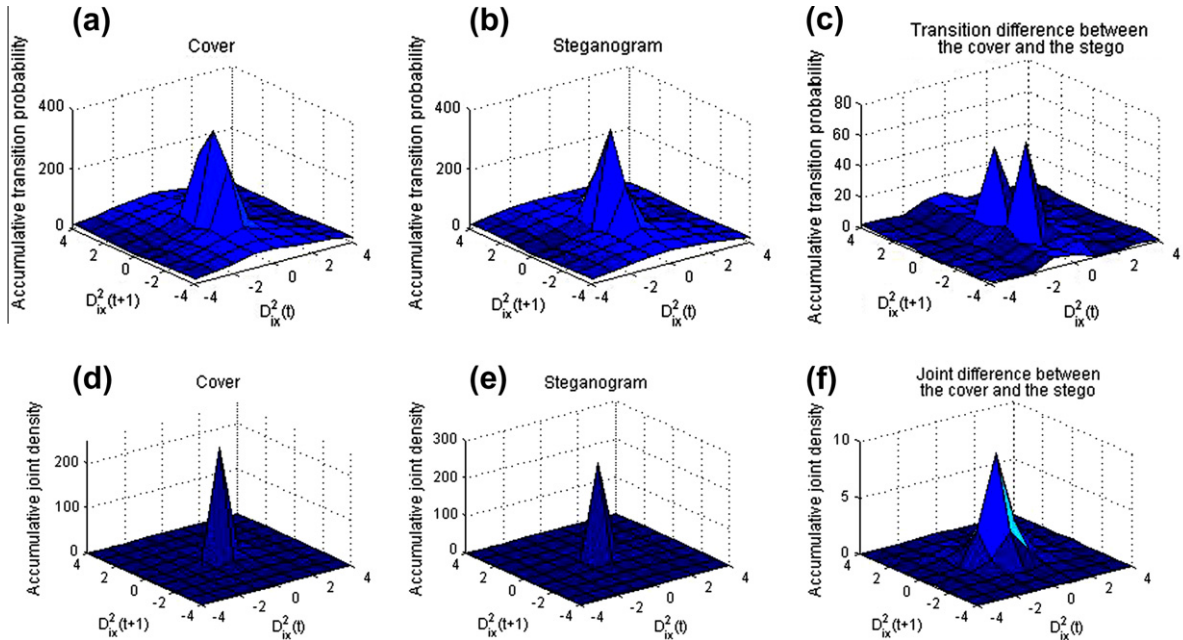 (a)
Cover
Accumulative transition probability
400
200
0
4
2
0
-2
-4
-4
-2
0
2
4
D²ix(t+1)
D²ix(t)
(b)
Steganogram
Accumulative transition probability
400
200
0
4
2
0
-2
-4
-4
-2
0
2
4
D²ix(t+1)
D²ix(t)
(c)
Transition difference between
the cover and the stego
Accumulative transition probability
80
60
40
20
0
4
2
0
-2
-4
-4
-2
0
2
4
D²ix(t+1)
D²ix(t)
(d)
Cover
Accumulative joint density
200
100
0
4
2
0
-2
-4
-4
-2
0
2
4
D²ix(t+1)
D²ix(t)
(e)
Steganogram
Accumulative joint density
300
200
100
0
4
2
0
-2
-4
-4
-2
0
2
4
D²ix(t+1)
D²ix(t)
(f)
Joint difference between
the cover and the stego
Accumulative joint density
10
5
0
4
2
0
-2
-4
-4
-2
0
2
4
D²ix(t+1)
D²ix(t)